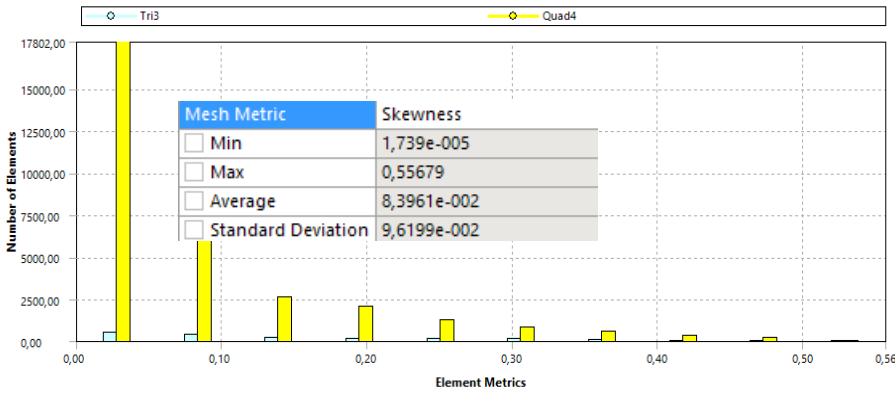 Tri3 Quad4
17802,00
15000,00
12500,00
10000,00
7500,00
5000,00
2500,00
0,00
Number of Elements
Mesh Metric Skewness
Min 1,739e-005
Max 0,55679
Average 8,3961e-002
Standard Deviation 9,6199e-002
0,00 0,10 0,20 0,30 0,40 0,50 0,56
Element Metrics